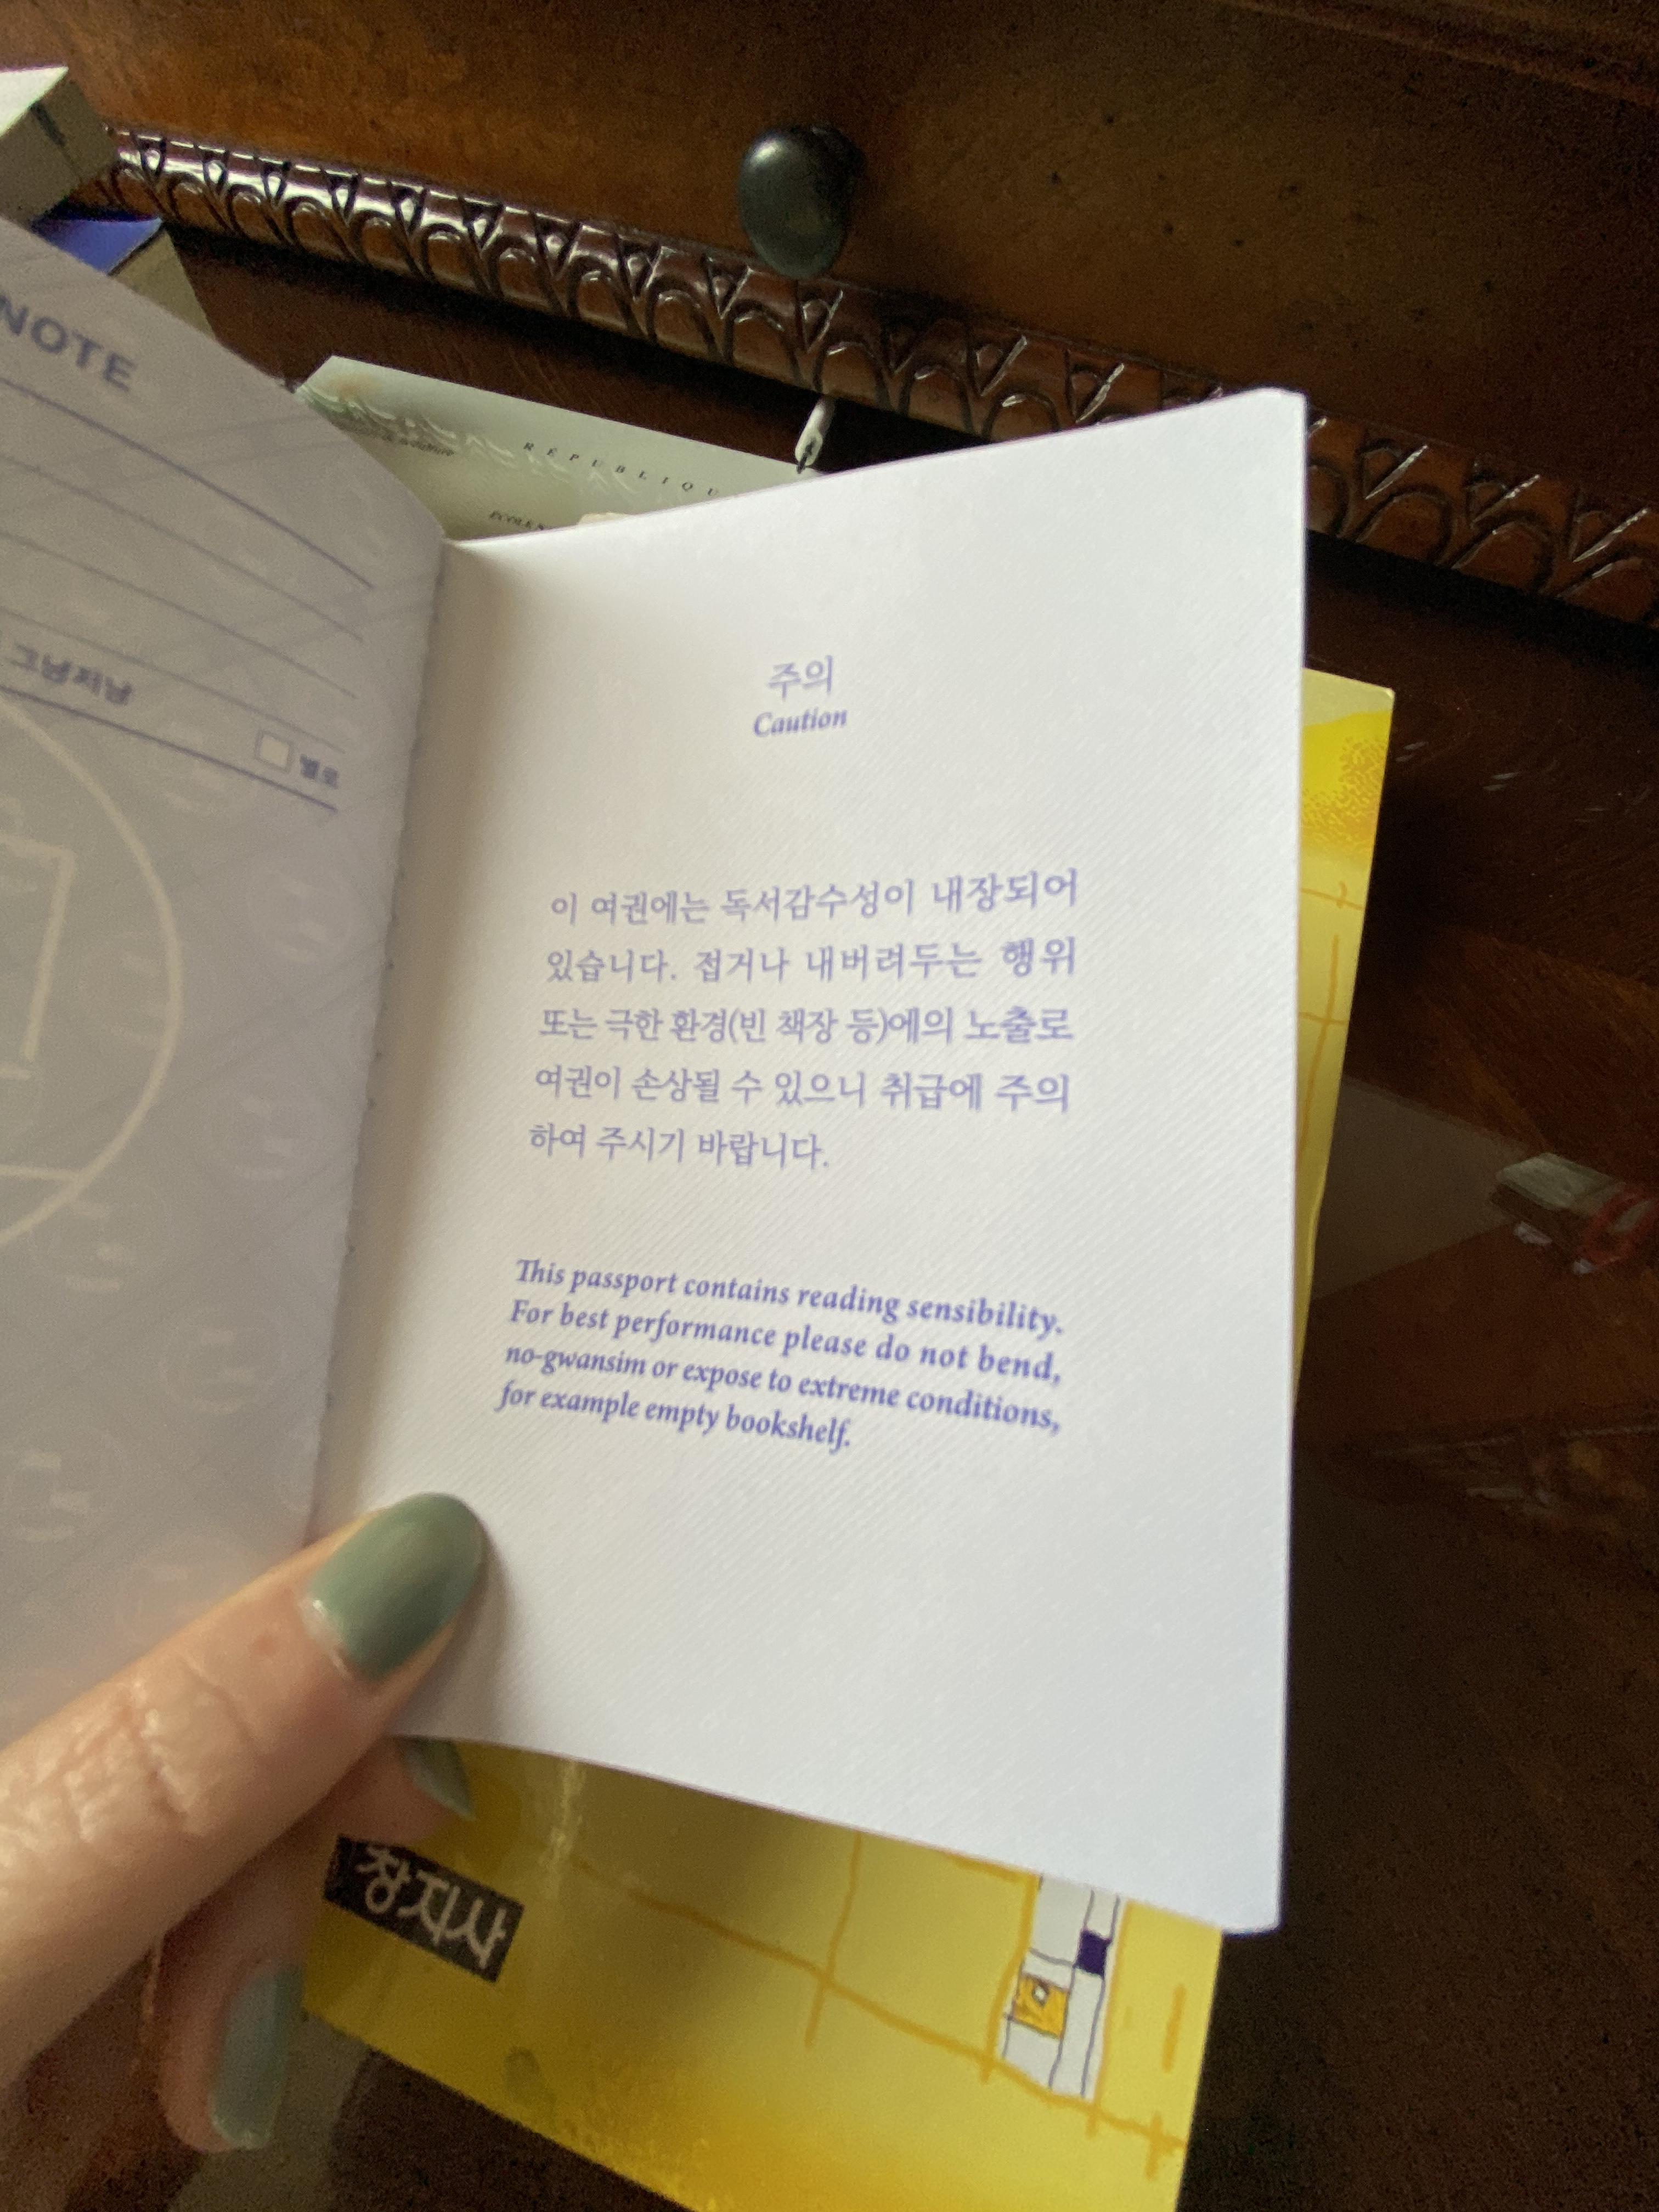 NOTE
그냥저냥
별로
RÉPUBLIQU
주의
Caution
이 여권에는 독서감수성이 내장되어
있습니다. 접거나 내버려두는 행위
또는 극한 환경(빈 책장 등)에의 노출로
여권이 손상될 수 있으니 취급에 주의
하여 주시기 바랍니다.
This passport contains reading sensibility.
For best performance please do not bend,
no-gwansim or expose to extreme conditions,
for example empty bookshelf.
창지사